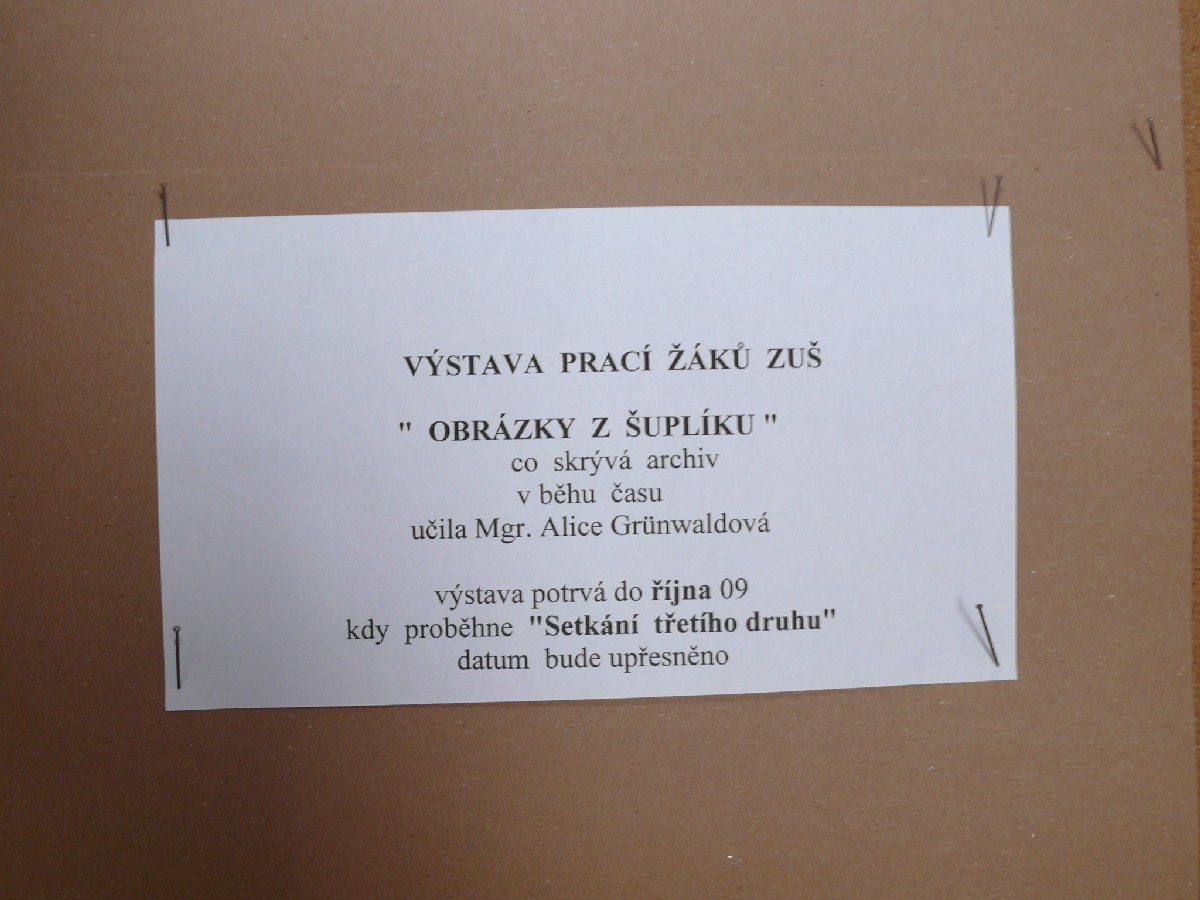 VÝSTAVA PRACÍ ŽÁKŮ ZUŠ
" OBRÁZKY Z ŠUPLÍKU "
co skrývá archiv
v běhu času
učila Mgr. Alice Grünwaldová
výstava potrvá do října 09
kdy proběhne "Setkání třetího druhu"
datum bude upřesněno